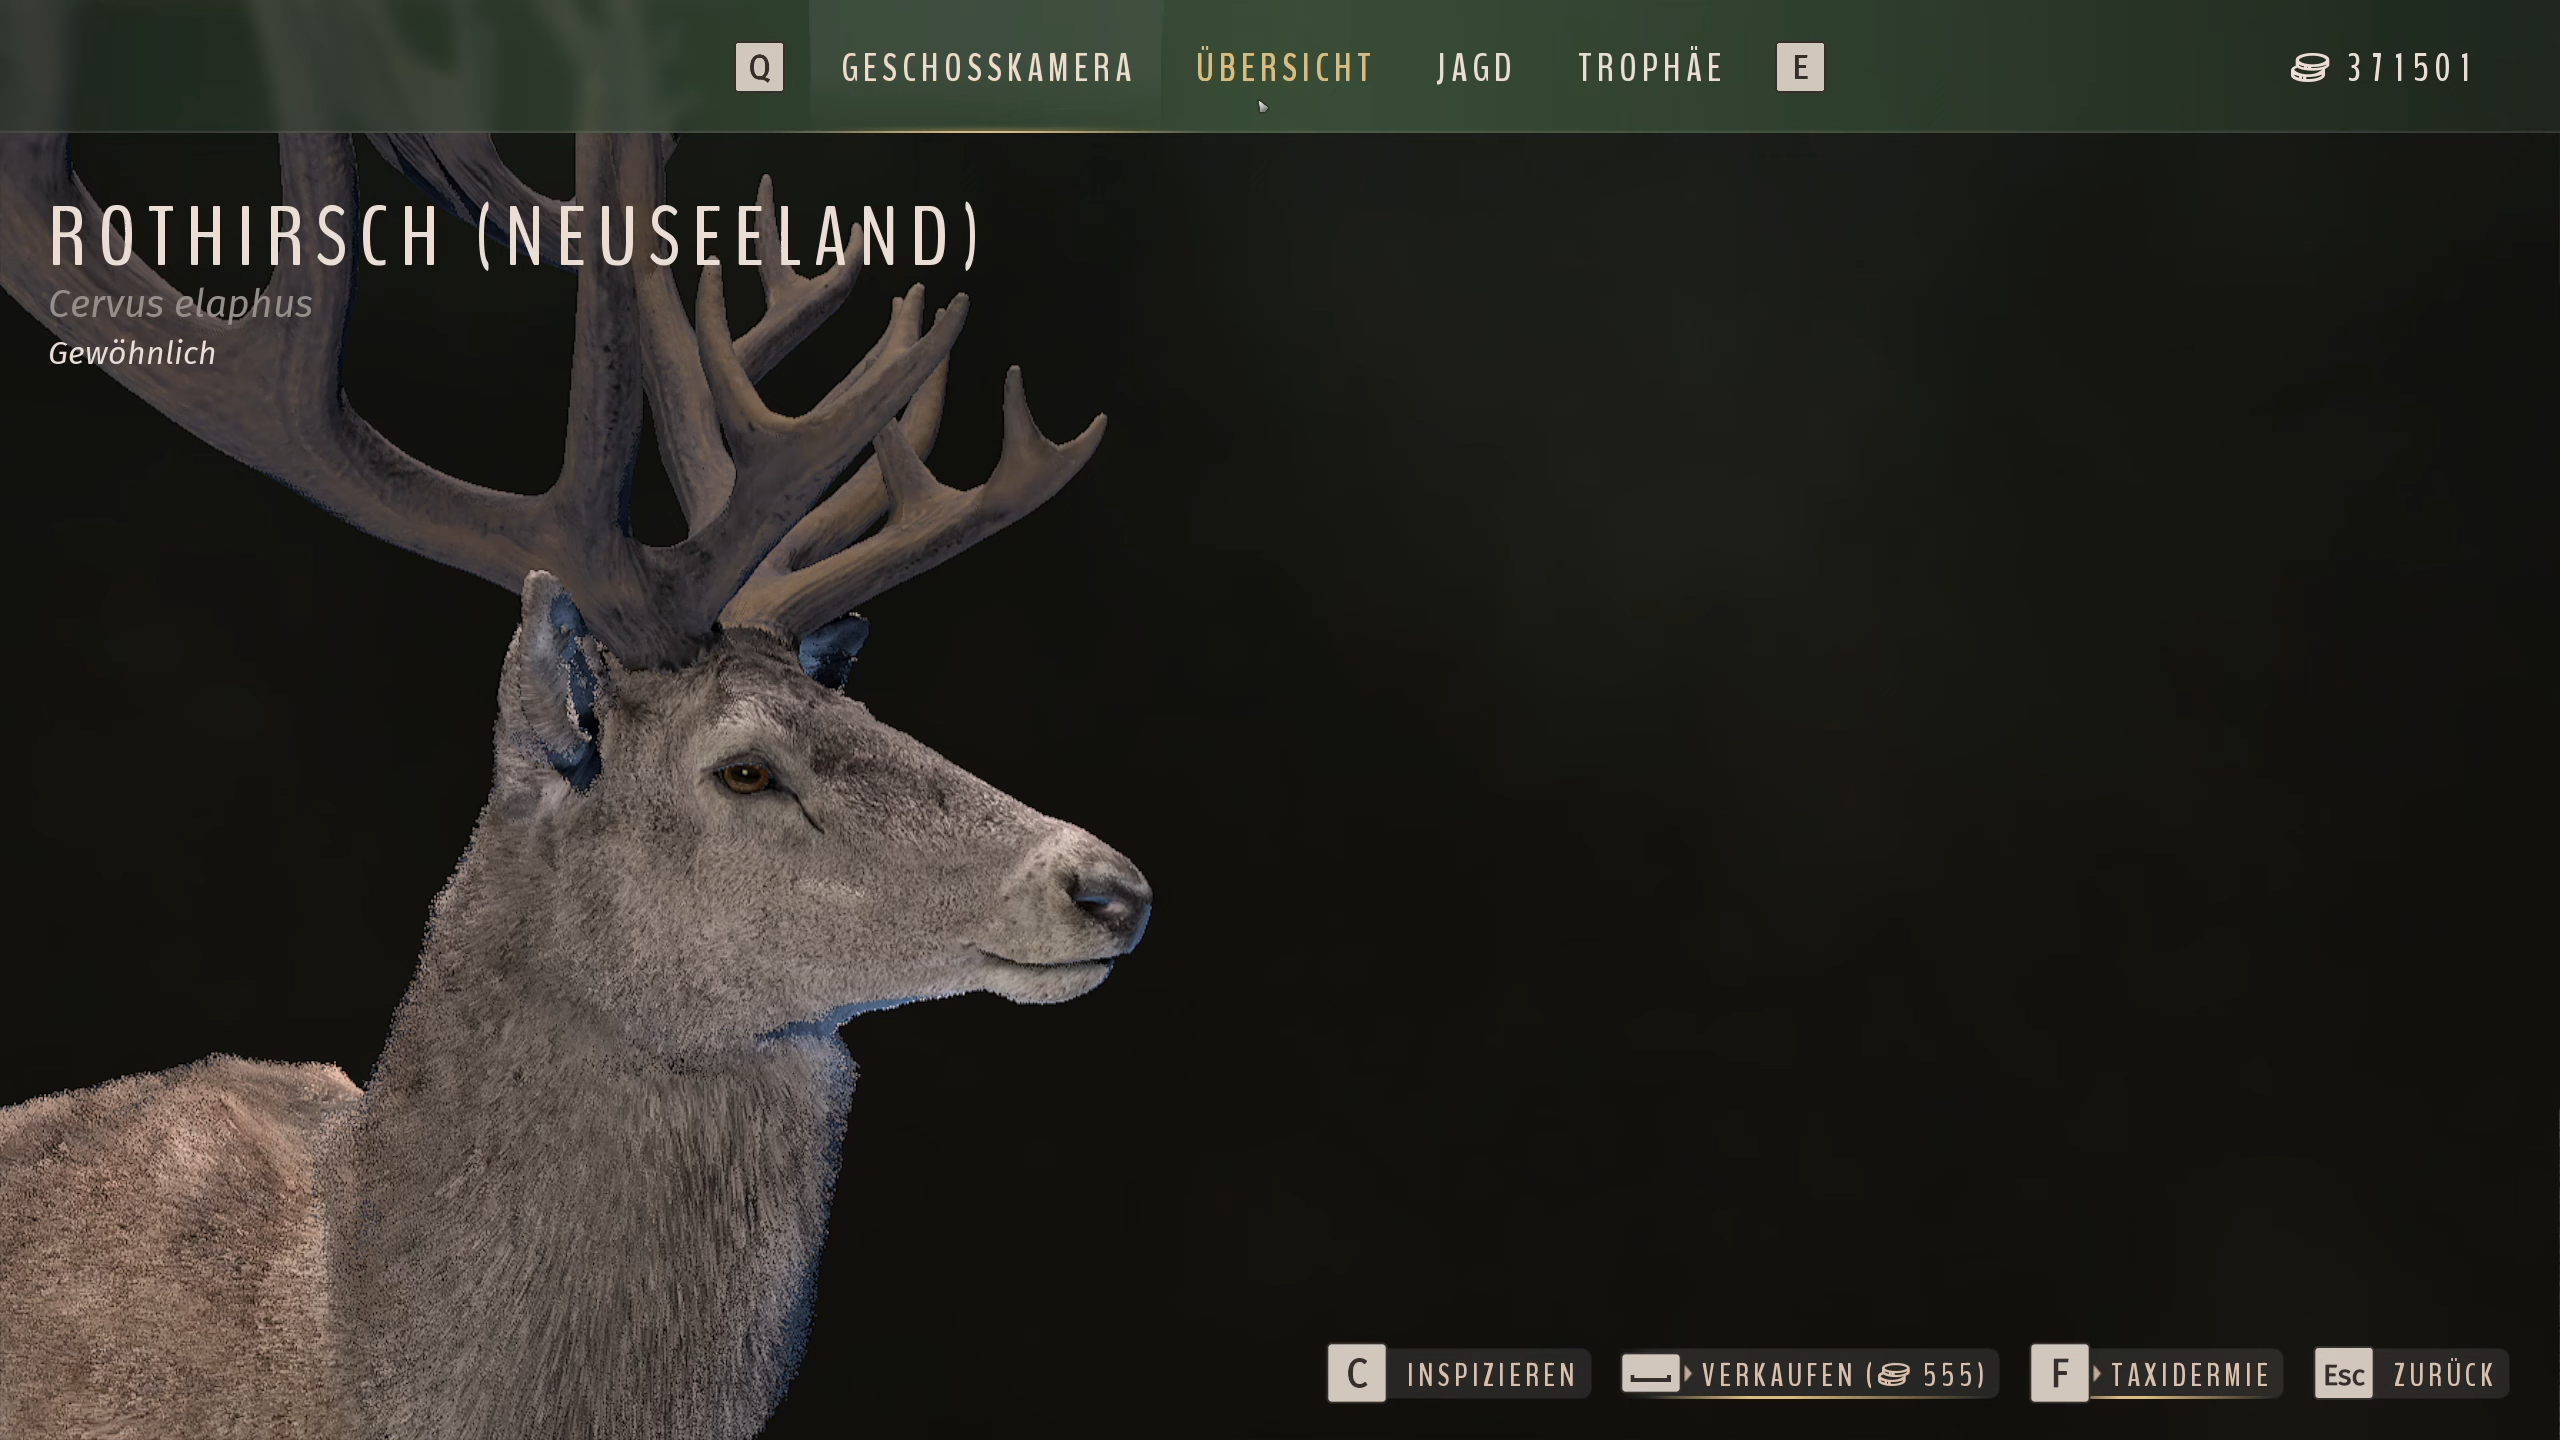 Q GESCHOSSKAMERA ÜBERSICHT JAGD TROPHÄE E 371501
ROTHIRSCH (NEUSEELAND)
Cervus elaphus
Gewöhnlich
C INSPIZIEREN VERKAUFEN ( 555) F TAXIDERMIE Esc ZURÜCK